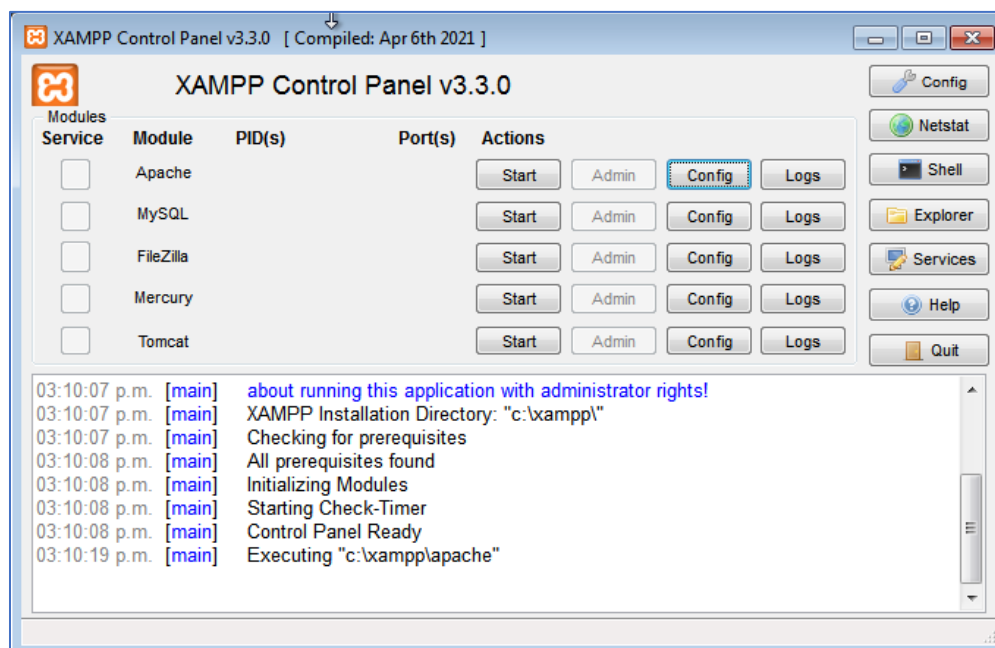 XAMPP Control Panel v3.3.0 [ Compiled: Apr 6th 2021 ]
XAMPP Control Panel v3.3.0
Config
Modules
Service Module PID(s) Port(s) Actions
Netstat
Apache Start Admin Config Logs
Shell
MySQL Start Admin Config Logs
Explorer
FileZilla Start Admin Config Logs
Services
Mercury Start Admin Config Logs
Help
Tomcat Start Admin Config Logs
Quit
03:10:07 p.m. [main] about running this application with administrator rights!
03:10:07 p.m. [main] XAMPP Installation Directory: "c:\xampp\"
03:10:07 p.m. [main] Checking for prerequisites
03:10:08 p.m. [main] All prerequisites found
03:10:08 p.m. [main] Initializing Modules
03:10:08 p.m. [main] Starting Check-Timer
03:10:08 p.m. [main] Control Panel Ready
03:10:19 p.m. [main] Executing "c:\xampp\apache"